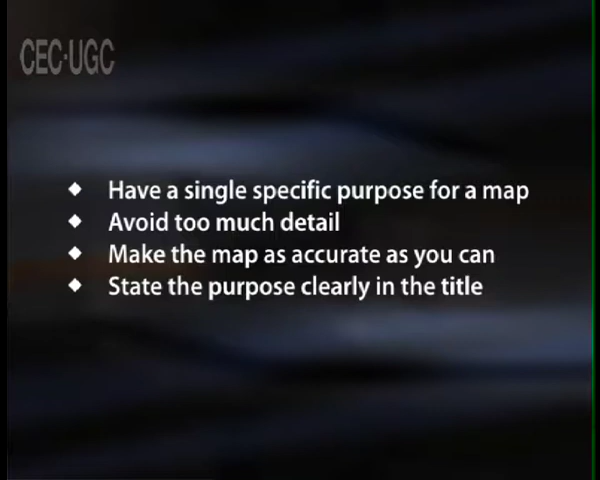 CEC-UGC
◆ Have a single specific purpose for a map
◆ Avoid too much detail
◆ Make the map as accurate as you can
◆ State the purpose clearly in the title